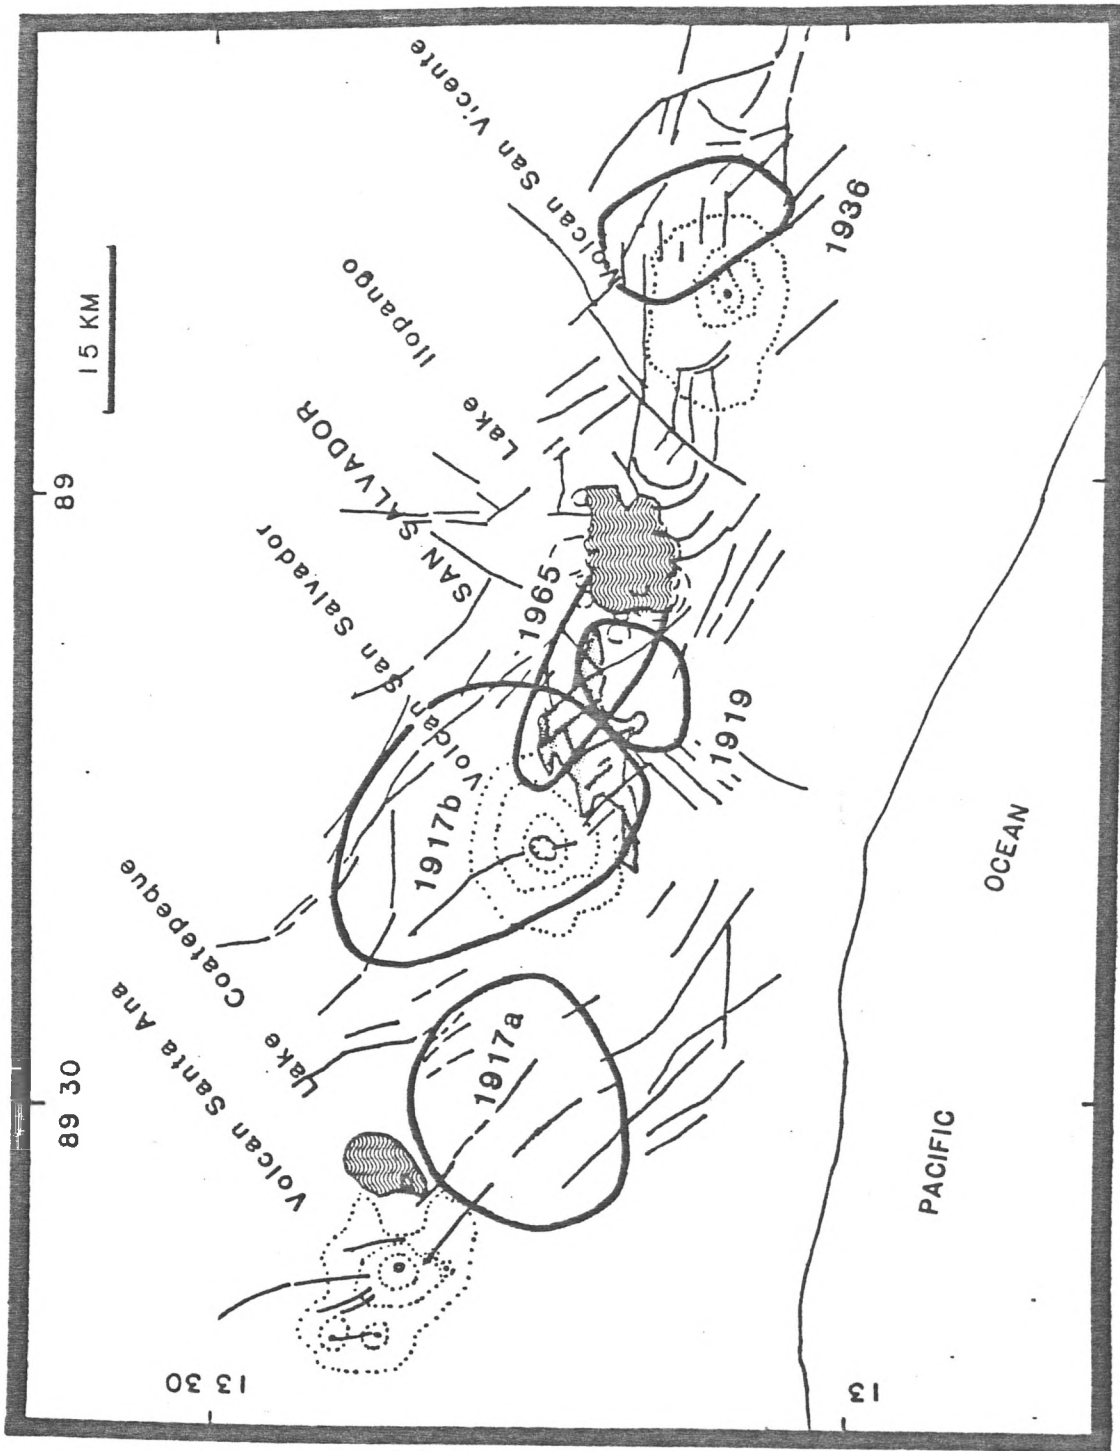 89 30
89
15 KM
13 30
13
Volcan Santa Ana
Lake Coatepeque
Volcan San Salvador
SAN SALVADOR
Lake Ilopango
Volcan San Vicente
1917a
1917b
1965
1919
1936
PACIFIC
OCEAN